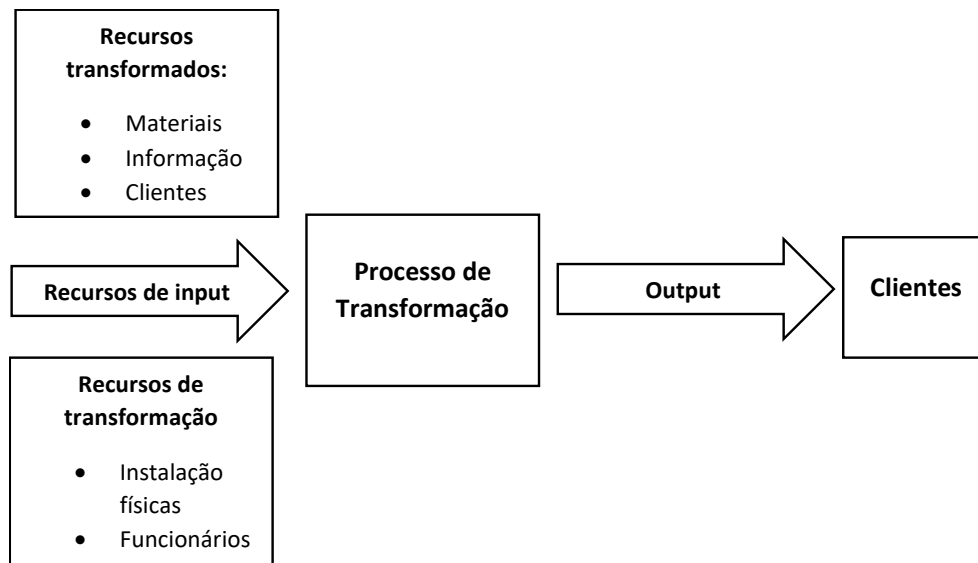 Recursos
transformados:
• Materiais
• Informação
• Clientes
Recursos de input
Processo de
Transformação
Output
Clientes
Recursos de
transformação
• Instalação
físicas
• Funcionários